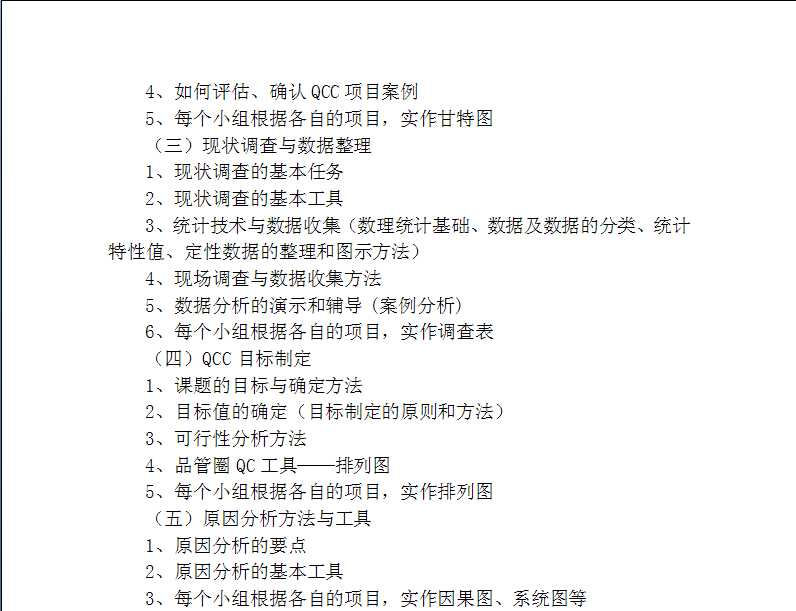 4、如何评估、确认 QCC 项目案例
5、每个小组根据各自的项目，实作甘特图
（三）现状调查与数据整理
1、现状调查的基本任务
2、现状调查的基本工具
3、统计技术与数据收集（数理统计基础、数据及数据的分类、统计
特性值、定性数据的整理和图示方法）
4、现场调查与数据收集方法
5、数据分析的演示和辅导 (案例分析)
6、每个小组根据各自的项目，实作调查表
（四）QCC 目标制定
1、课题的目标与确定方法
2、目标值的确定（目标制定的原则和方法）
3、可行性分析方法
4、品管圈 QC 工具——排列图
5、每个小组根据各自的项目，实作排列图
（五）原因分析方法与工具
1、原因分析的要点
2、原因分析的基本工具
3、每个小组根据各自的项目，实作因果图、系统图等